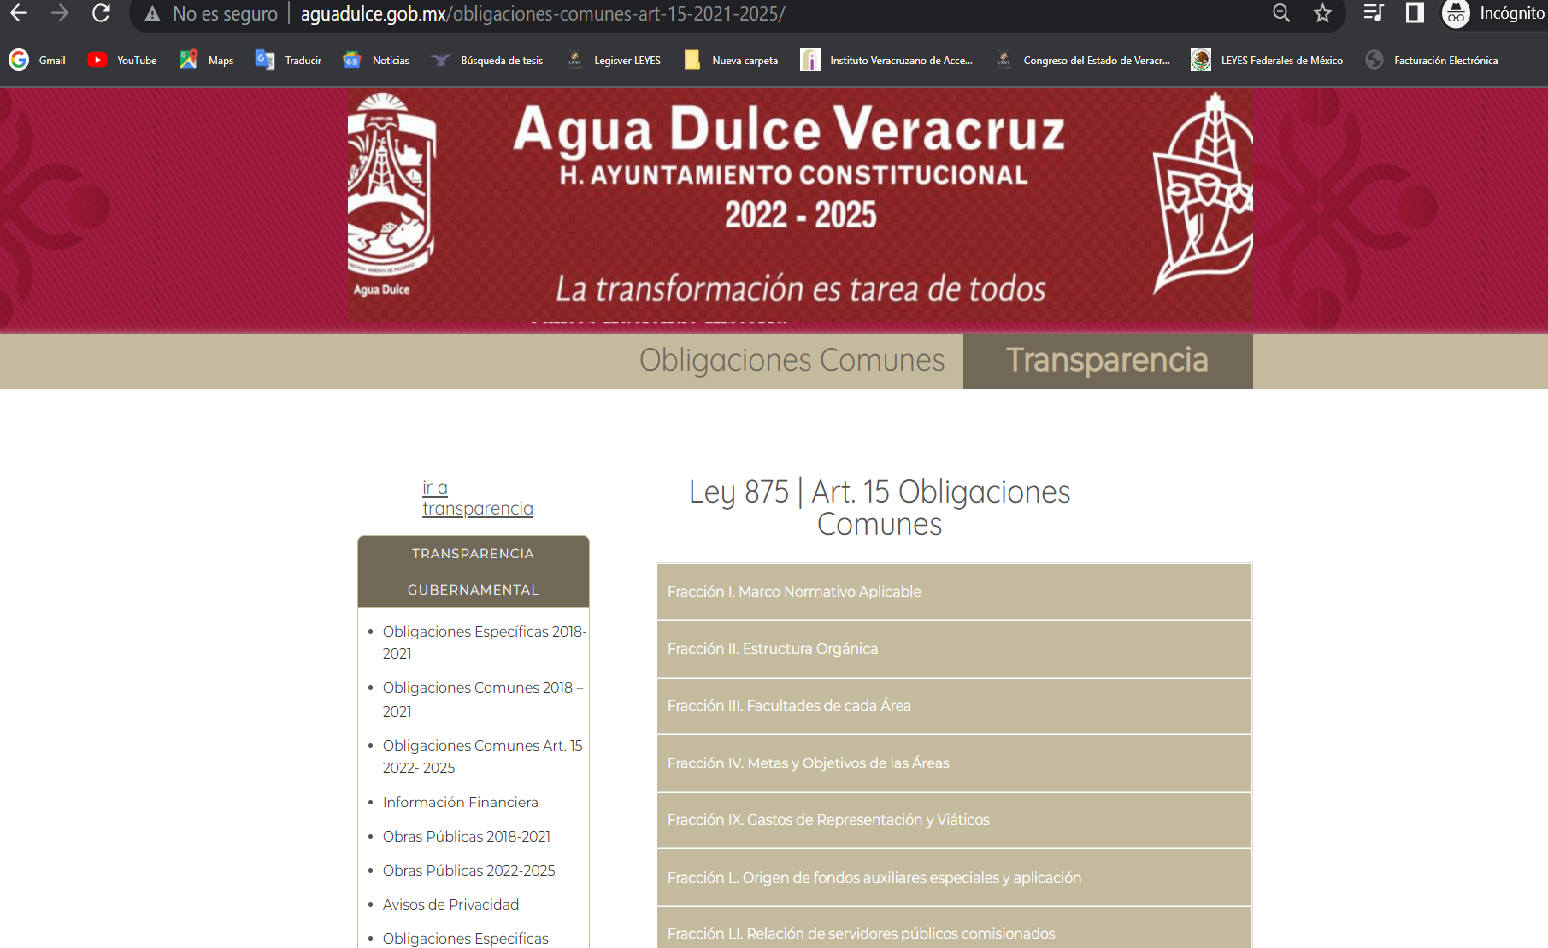 No es seguro | aguadulce.gob.mx/obligaciones-comunes-art-15-2021-2025/
Incógnito
Gmail
YouTube
Maps
Traducir
Noticias
Búsqueda de tesis
Legisver LEYES
Nueva carpeta
Instituto Veracruzano de Acce...
Congreso del Estado de Veracr...
LEYES Federales de México
Facturación Electrónica
Agua Dulce Veracruz
H. AYUNTAMIENTO CONSTITUCIONAL
2022 - 2025
La transformación es tarea de todos
Agua Dulce
Obligaciones Comunes
Transparencia
ir a
transparencia
TRANSPARENCIA
GUBERNAMENTAL
• Obligaciones Específicas 2018-
2021
• Obligaciones Comunes 2018 –
2021
• Obligaciones Comunes Art. 15
2022- 2025
• Información Financiera
• Obras Públicas 2018-2021
• Obras Públicas 2022-2025
• Avisos de Privacidad
• Obligaciones Especificas
Ley 875 | Art. 15 Obligaciones
Comunes
Fracción I. Marco Normativo Aplicable
Fracción II. Estructura Orgánica
Fracción III. Facultades de cada Área
Fracción IV. Metas y Objetivos de las Áreas
Fracción IX. Gastos de Representación y Viáticos
Fracción L. Origen de fondos auxiliares especiales y aplicación
Fracción LI. Relación de servidores públicos comisionados